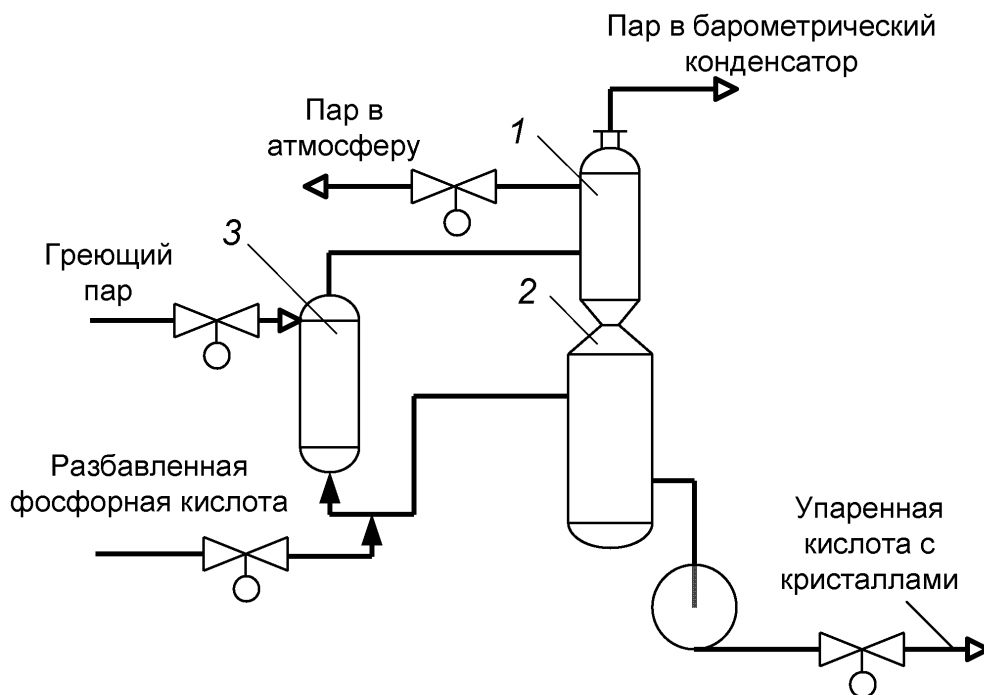 Пар в барометрический
конденсатор
Пар в
атмосферу
1
3
Греющий
пар
2
Разбавленная
фосфорная кислота
Упаренная
кислота с
кристаллами